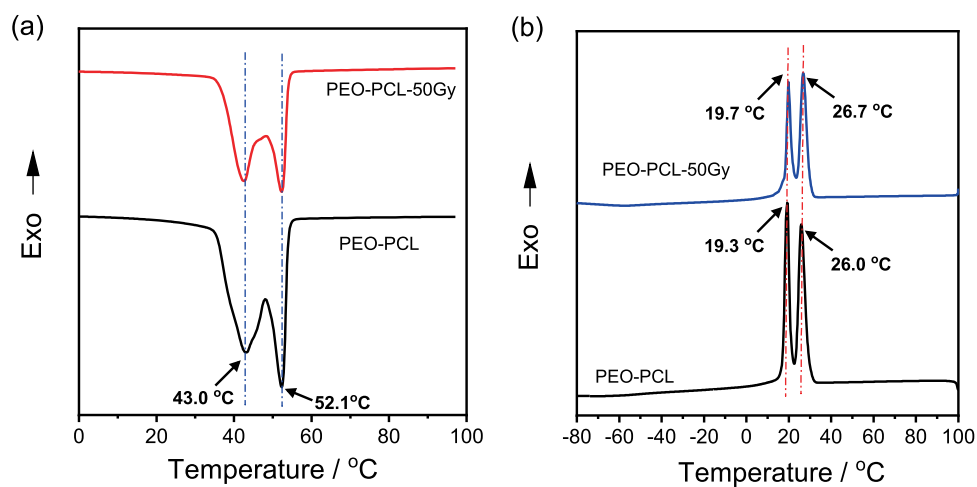 (a)
PEO-PCL-50Gy
PEO-PCL
43.0 °C
52.1°C
Exo
0 20 40 60 80 100
Temperature / °C
(b)
19.7 °C
26.7 °C
PEO-PCL-50Gy
19.3 °C
26.0 °C
PEO-PCL
Exo
-80 -60 -40 -20 0 20 40 60 80 100
Temperature / °C